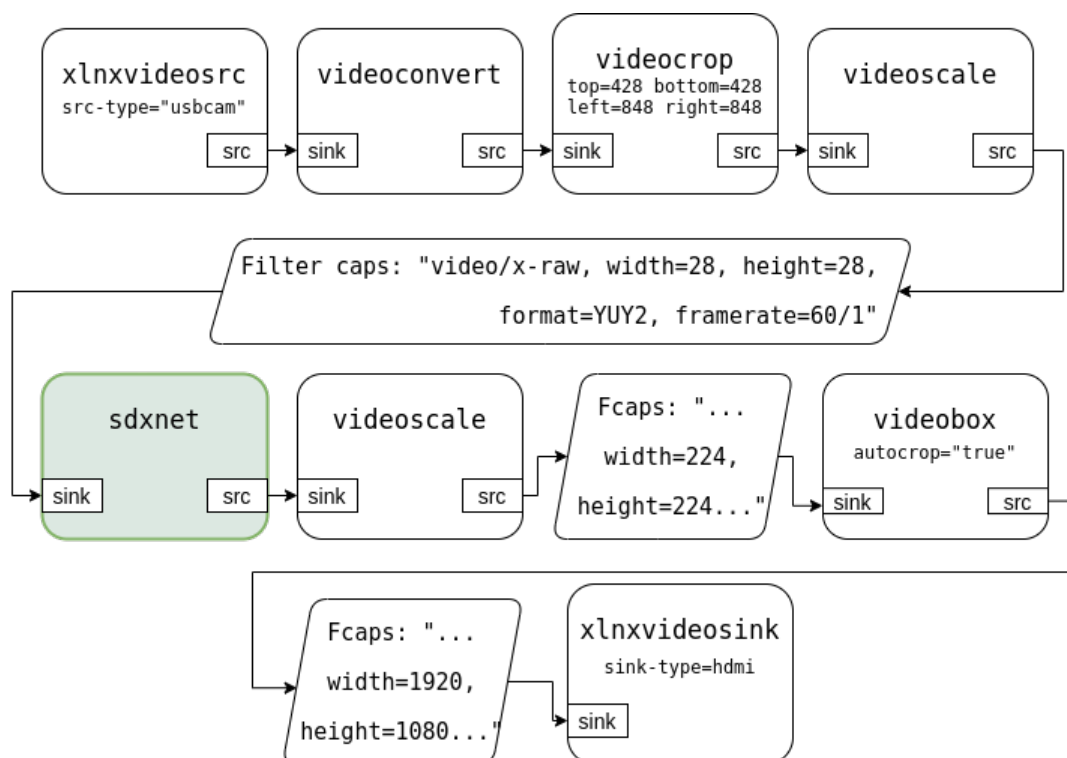 xlnxvideosrc
src-type="usbcam"
src
videoconvert
sink
src
videocrop
top=428 bottom=428
left=848 right=848
sink
src
videoscale
sink
src
Filter caps: "video/x-raw, width=28, height=28,
format=YUY2, framerate=60/1"
sdxnet
sink
src
videoscale
sink
src
Fcaps: "...
width=224,
height=224..."
videobox
autocrop="true"
sink
src
Fcaps: "...
width=1920,
height=1080..."
xlnxvideosink
sink-type=hdmi
sink